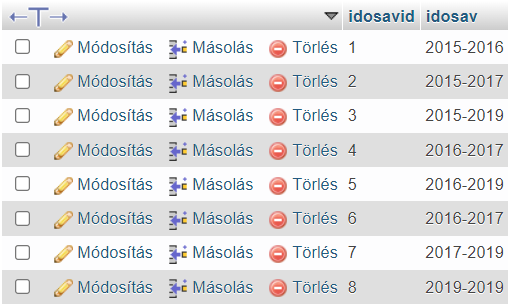 idosavid idosav
Módosítás Másolás Törlés 1 2015-2016
Módosítás Másolás Törlés 2 2015-2017
Módosítás Másolás Törlés 3 2015-2019
Módosítás Másolás Törlés 4 2016-2017
Módosítás Másolás Törlés 5 2016-2019
Módosítás Másolás Törlés 6 2016-2017
Módosítás Másolás Törlés 7 2017-2019
Módosítás Másolás Törlés 8 2019-2019